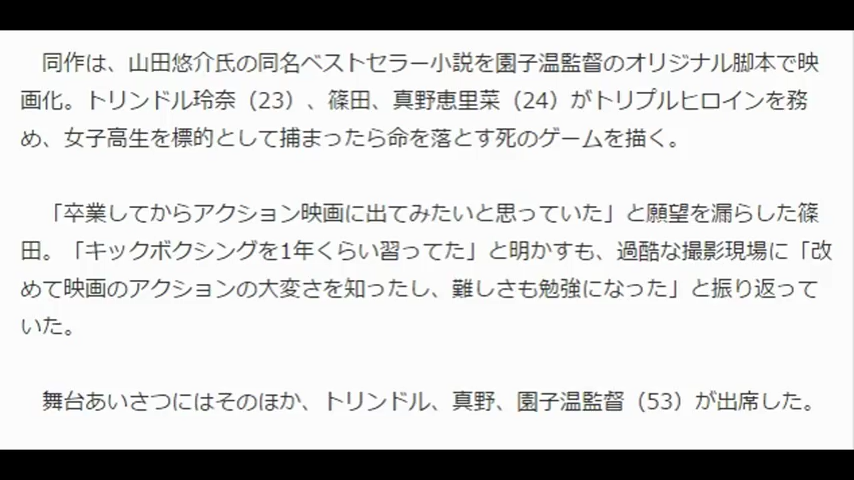 同作は、山田悠介氏の同名ベストセラー小説を園子温監督のオリジナル脚本で映
画化。トリンドル玲奈（23）、篠田、真野恵里菜（24）がトリプルヒロインを務
め、女子高生を標的として捕まったら命を落とす死のゲームを描く。
「卒業してからアクション映画に出てみたいと思っていた」と願望を漏らした篠
田。「キックボクシングを1年くらい習ってた」と明かすも、過酷な撮影現場に「改
めて映画のアクションの大変さを知ったし、難しさも勉強になった」と振り返って
いた。
舞台あいさつにはそのほか、トリンドル、真野、園子温監督（53）が出席した。